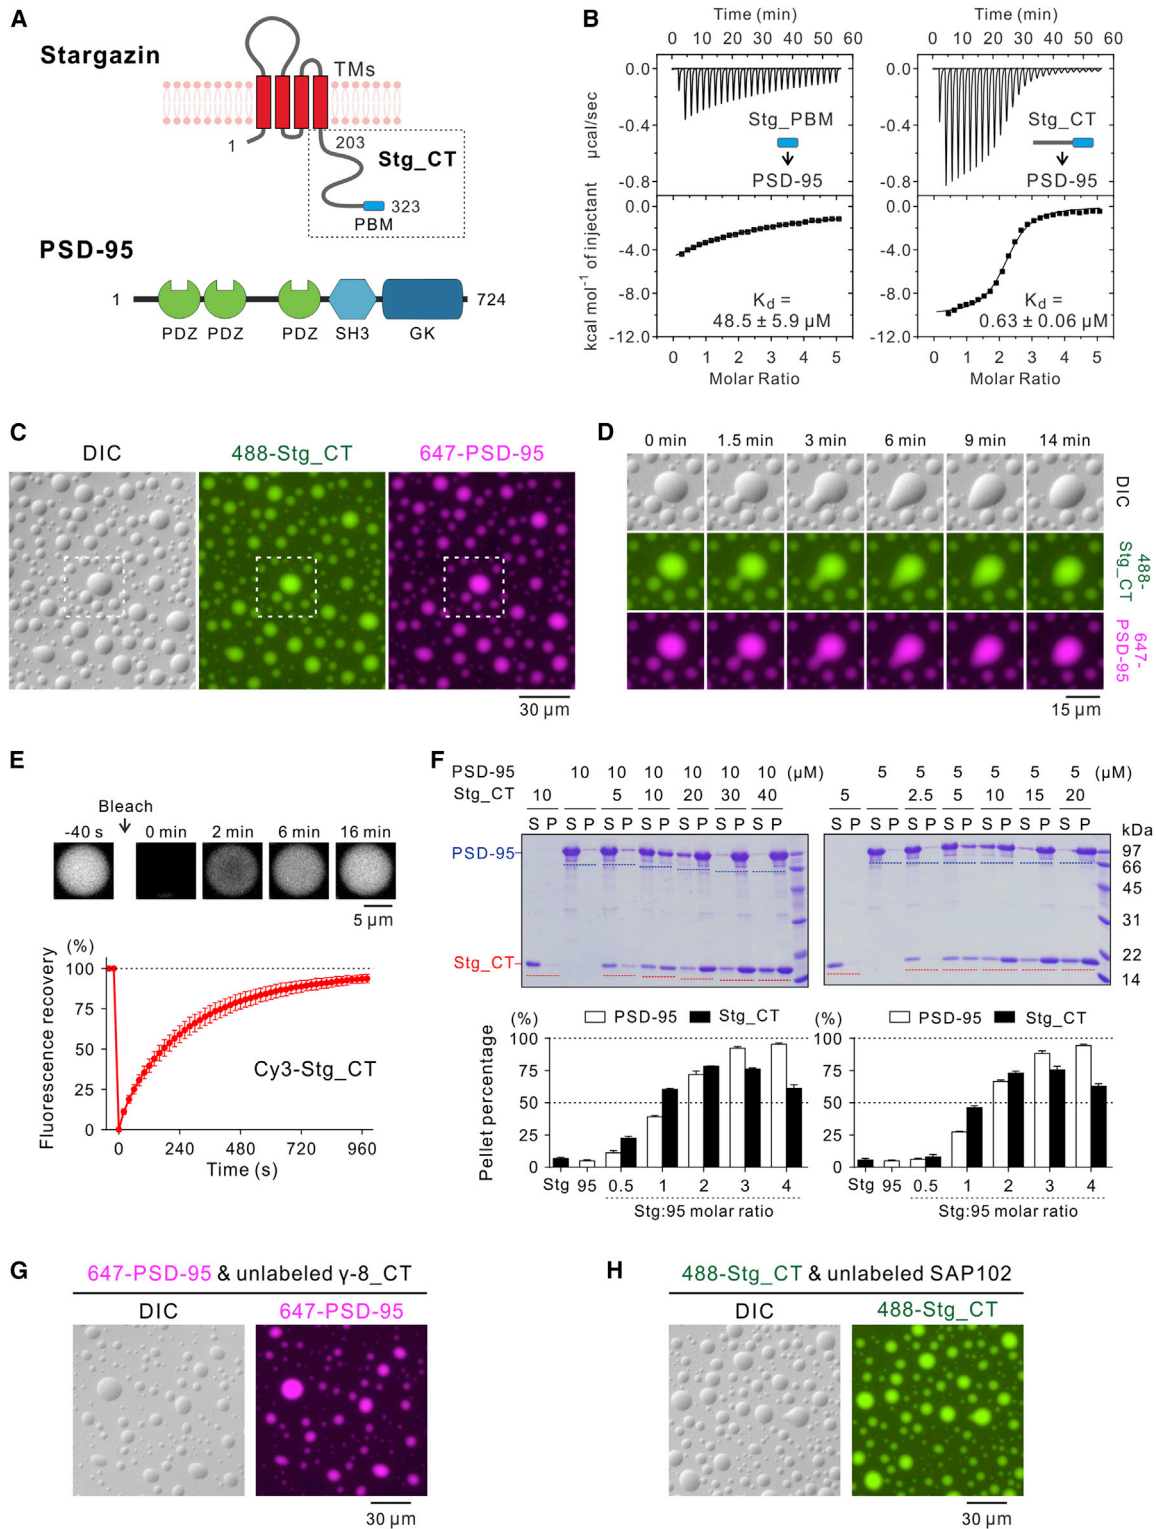 A
Stargazin
TMs
1
203
Stg_CT
323
PBM
PSD-95
1
724
PDZ PDZ PDZ SH3 GK
B
Time (min) Time (min)
0 10 20 30 40 50 60 0 10 20 30 40 50 60
µcal/sec
0.0 0.0
-0.4 -0.4
-0.8 -0.8
Stg_PBM
PSD-95
Stg_CT
PSD-95
kcal mol⁻¹ of injectant
0.0 0.0
-4.0 -4.0
-8.0 -8.0
-12.0 -12.0
Kd =
48.5 ± 5.9 µM
Kd =
0.63 ± 0.06 µM
0 1 2 3 4 5 0 1 2 3 4 5
Molar Ratio Molar Ratio
C
DIC 488-Stg_CT 647-PSD-95
30 µm
D
0 min 1.5 min 3 min 6 min 9 min 14 min
DIC
488-
Stg_CT
647-
PSD-95
15 µm
E
Bleach
-40 s 0 min 2 min 6 min 16 min
5 µm
(%)
Fluorescence recovery
100
75
50
25
0
Cy3-Stg_CT
0 240 480 720 960
Time (s)
F
PSD-95 10 10 10 10 10 10 (µM) 5 5 5 5 5 5 (µM)
Stg_CT 10 5 10 20 30 40 5 2.5 5 10 15 20
S P S P S P S P S P S P S P S P S P S P S P S P S P S P
kDa
PSD-95
Stg_CT
97
66
45
31
22
14
(%) PSD-95 Stg_CT (%) PSD-95 Stg_CT
Pellet percentage
100 100
75 75
50 50
25 25
0 0
Stg 95 0.5 1 2 3 4 Stg 95 0.5 1 2 3 4
Stg:95 molar ratio Stg:95 molar ratio
G
647-PSD-95 & unlabeled γ-8_CT
DIC 647-PSD-95
30 µm
H
488-Stg_CT & unlabeled SAP102
DIC 488-Stg_CT
30 µm